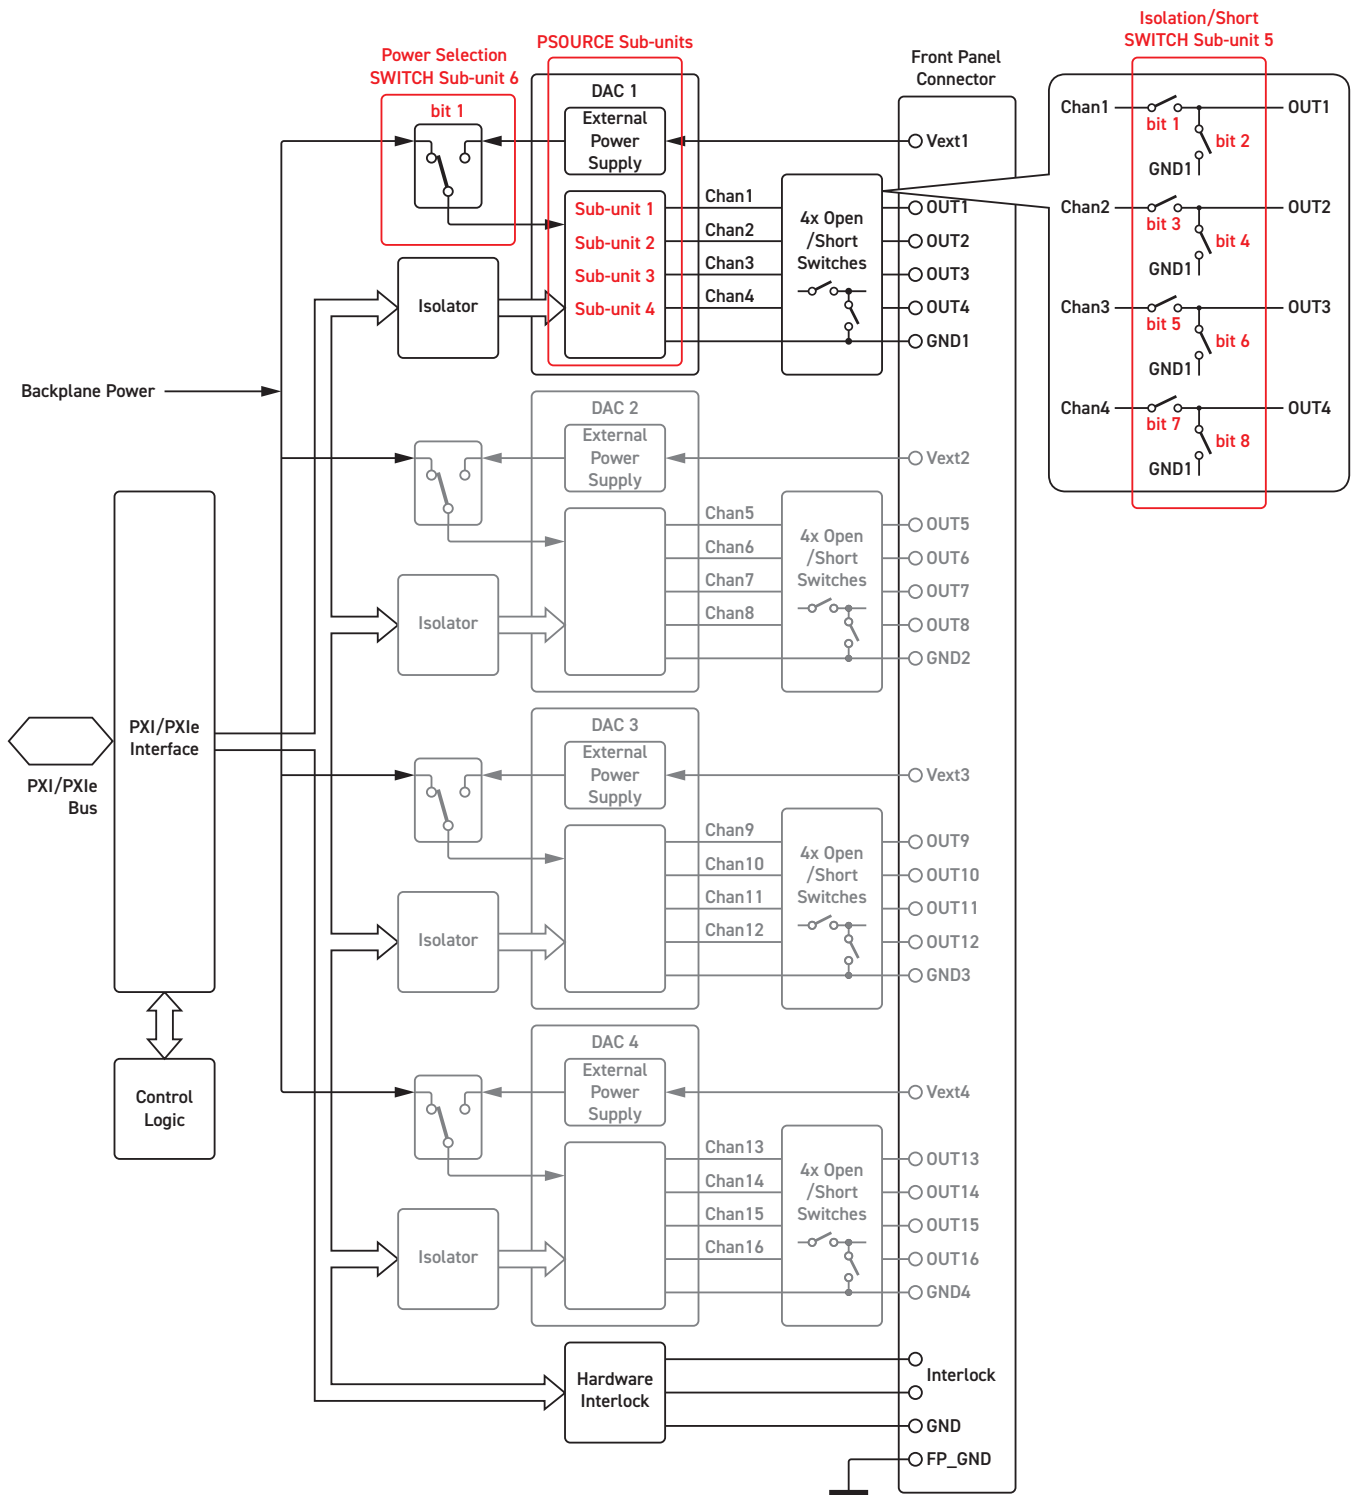 Isolation/Short
SWITCH Sub-unit 5
PSOURCE Sub-units
Power Selection
SWITCH Sub-unit 6
Front Panel
Connector
bit 1
DAC 1
External
Power
Supply
Vext1
Chan1
bit 1
OUT1
bit 2
GND1
Chan2
bit 3
OUT2
bit 4
GND1
Chan3
bit 5
OUT3
bit 6
GND1
Chan4
bit 7
OUT4
bit 8
GND1
Sub-unit 1
Sub-unit 2
Sub-unit 3
Sub-unit 4
Chan1
Chan2
Chan3
Chan4
4x Open
/Short
Switches
OUT1
OUT2
OUT3
OUT4
GND1
Isolator
Backplane Power
DAC 2
External
Power
Supply
Vext2
Chan5
Chan6
Chan7
Chan8
4x Open
/Short
Switches
OUT5
OUT6
OUT7
OUT8
GND2
Isolator
PXI/PXIe
Interface
PXI/PXIe
Bus
DAC 3
External
Power
Supply
Vext3
Chan9
Chan10
Chan11
Chan12
4x Open
/Short
Switches
OUT9
OUT10
OUT11
OUT12
GND3
Isolator
Control
Logic
DAC 4
External
Power
Supply
Vext4
Chan13
Chan14
Chan15
Chan16
4x Open
/Short
Switches
OUT13
OUT14
OUT15
OUT16
GND4
Isolator
Hardware
Interlock
Interlock
GND
FP_GND